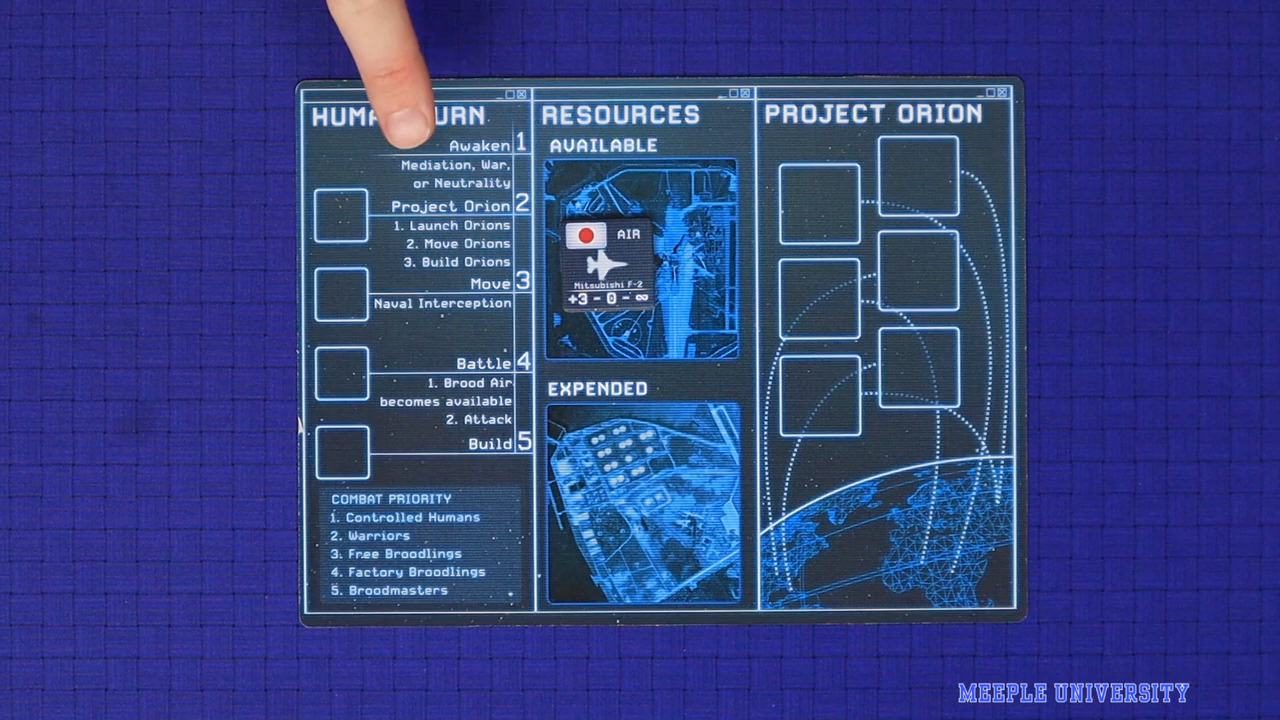 HUMA URN
Awaken 1
Mediation, War,
or Neutrality
Project Orion 2
1. Launch Orions
2. Move Orions
3. Build Orions
Move 3
Naval Interception
Battle 4
1. Brood Air
becomes available
2. Attack
Build 5
COMBAT PRIORITY
1. Controlled Humans
2. Warriors
3. Free Broodlings
4. Factory Broodlings
5. Broodmasters
RESOURCES
AVAILABLE
AIR
Mitsubishi F-2
+3 - 0 - ∞
EXPENDED
PROJECT ORION
MEEPLE UNIVERSITY